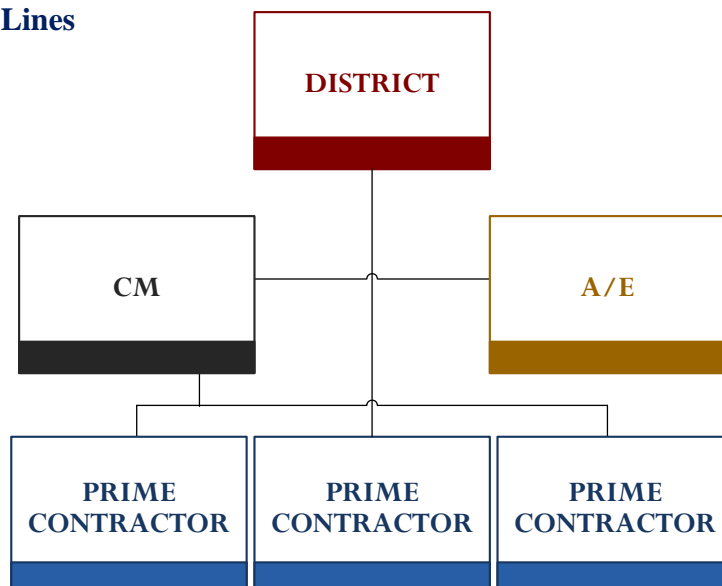 Lines
DISTRICT
CM
A/E
PRIME
CONTRACTOR
PRIME
CONTRACTOR
PRIME
CONTRACTOR